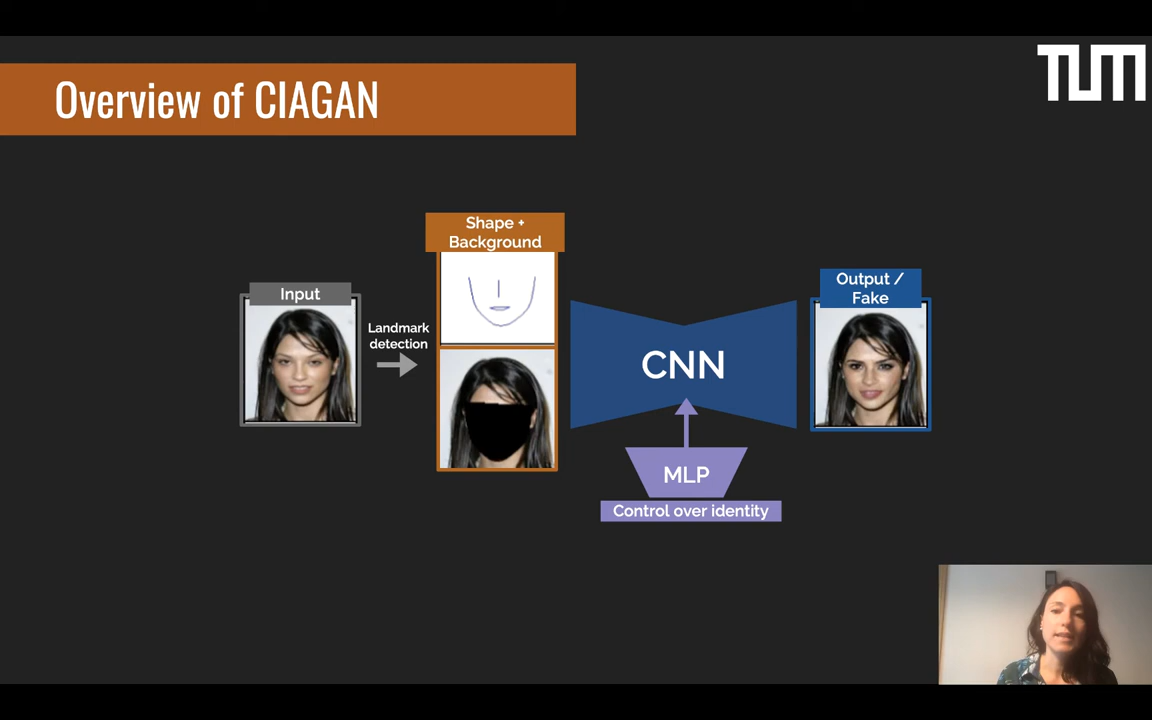 Overview of CIAGAN
TUM
Input
Landmark
detection
Shape +
Background
CNN
MLP
Control over identity
Output /
Fake